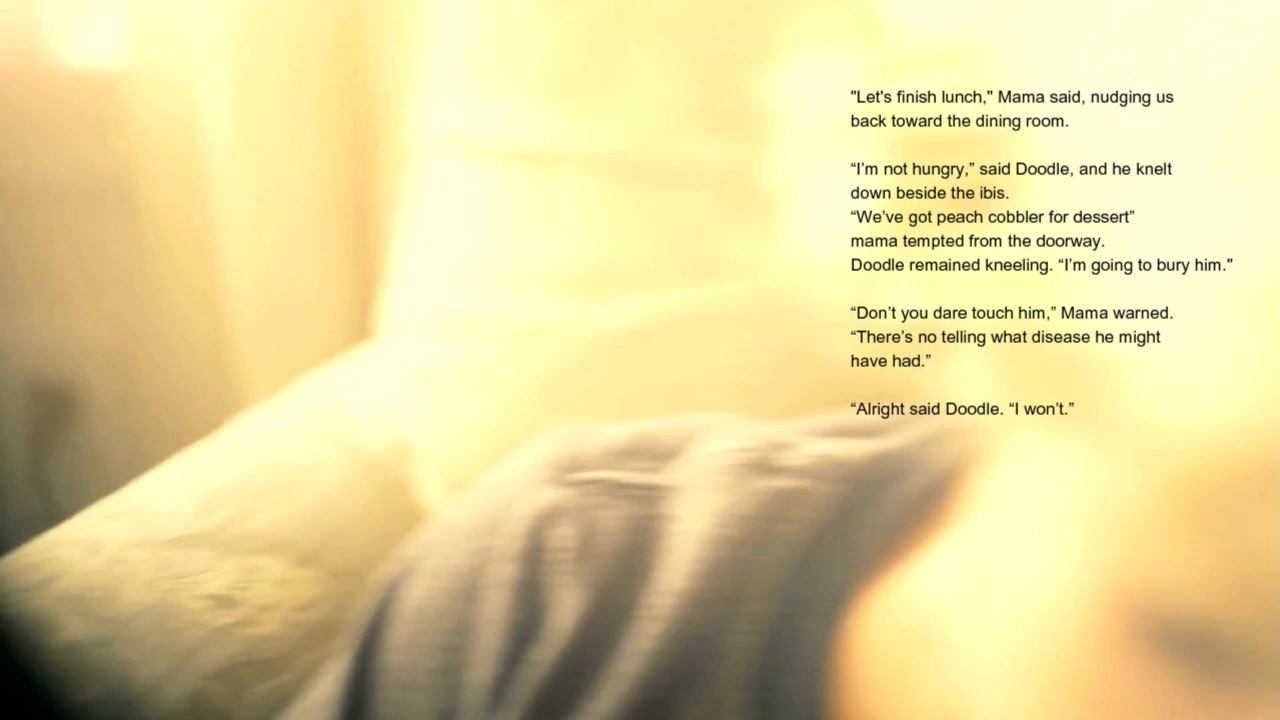 "Let's finish lunch," Mama said, nudging us
back toward the dining room.
“I’m not hungry,” said Doodle, and he knelt
down beside the ibis.
“We’ve got peach cobbler for dessert”
mama tempted from the doorway.
Doodle remained kneeling. “I’m going to bury him."
“Don’t you dare touch him,” Mama warned.
“There’s no telling what disease he might
have had.”
“Alright said Doodle. “I won’t.”